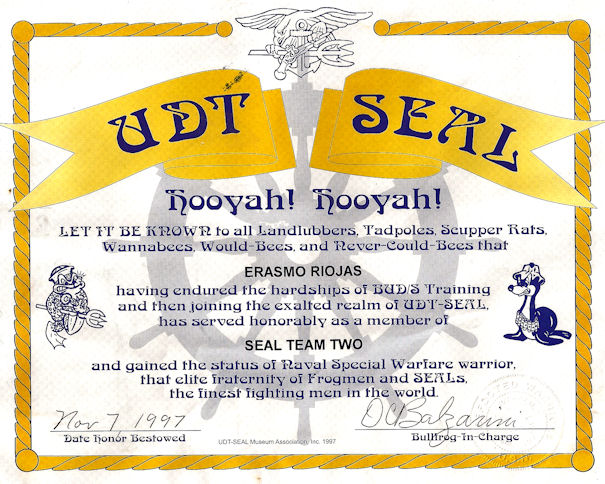 UDT SEAL
Hooyah! Hooyah!
LET IT BE KNOWN to all Landlubbers, Tadpoles, Scupper Rats,
Wannabees, Would-Bees, and Never-Could-Bees that
ERASMO RIOJAS
having endured the hardships of BUD/S Training
and then joining the exalted realm of UDT-SEAL,
has served honorably as a member of
SEAL TEAM TWO
and gained the status of Naval Special Warfare warrior,
that elite fraternity of Frogmen and SEALs,
the finest fighting men in the world.
Nov 7, 1997
Date Honor Bestowed
UDT-SEAL Museum Association, Inc. 1997
DC Balzarini
Bullfrog-In-Charge